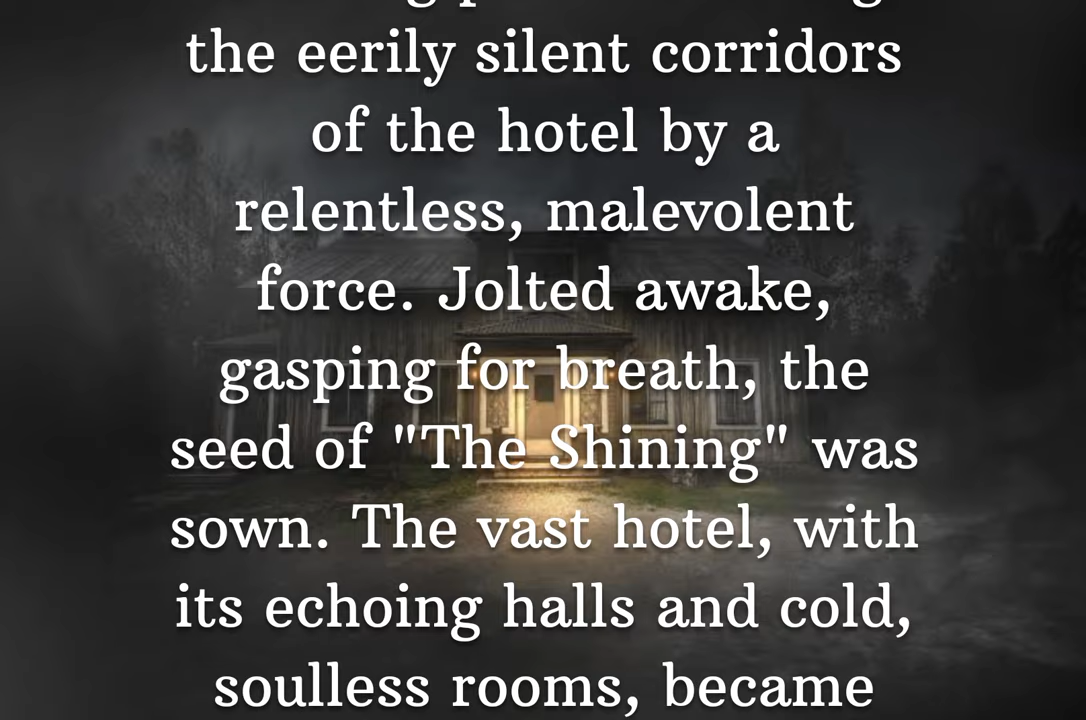 the eerily silent corridors
of the hotel by a
relentless, malevolent
force. Jolted awake,
gasping for breath, the
seed of "The Shining" was
sown. The vast hotel, with
its echoing halls and cold,
soulless rooms, became